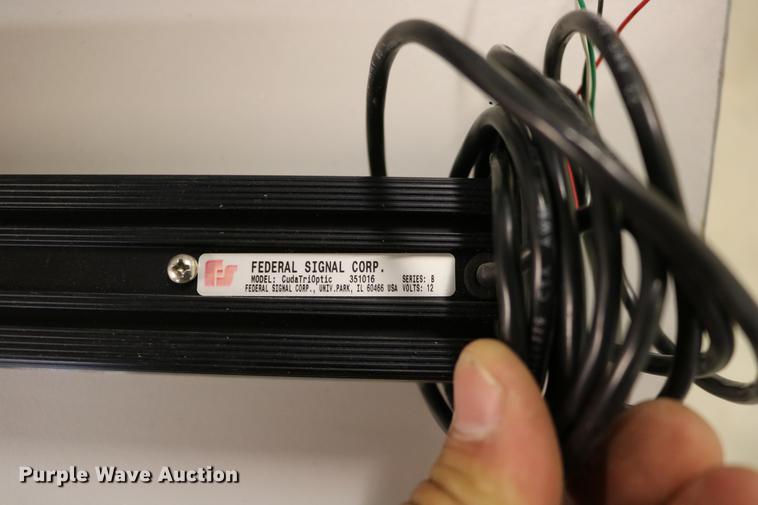 FEDERAL SIGNAL CORP.
MODEL: CudaTriOptic 351016 SERIES: B
FEDERAL SIGNAL CORP., UNIV.PARK, IL 60466 USA VOLTS: 12
Purple Wave Auction